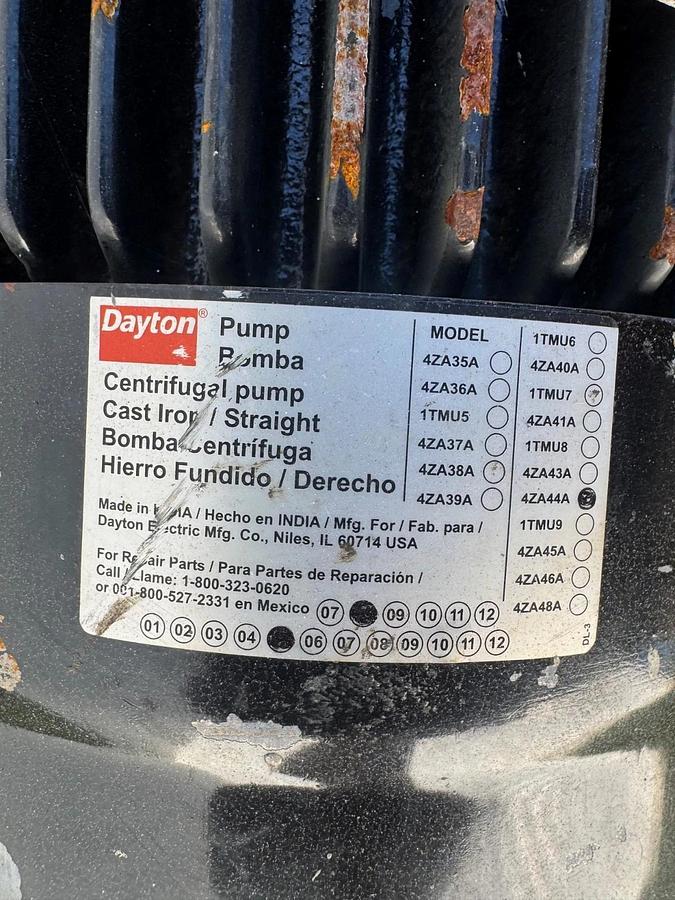 Dayton®
Pump
Bomba
Centrifugal pump
Cast Iron / Straight
Bomba Centrífuga
Hierro Fundido / Derecho
Made in INDIA / Hecho en INDIA / Mfg. For / Fab. para /
Dayton Electric Mfg. Co., Niles, IL 60714 USA
For Repair Parts / Para Partes de Reparación /
Call / Llame: 1-800-323-0620
or 001-800-527-2331 en Mexico
07 09 10 11 12
01 02 03 04 06 07 08 09 10 11 12
MODEL
4ZA35A
4ZA36A
1TMU5
4ZA37A
4ZA38A
4ZA39A
1TMU6
4ZA40A
1TMU7
4ZA41A
1TMU8
4ZA43A
4ZA44A
1TMU9
4ZA45A
4ZA46A
4ZA48A
DL-3